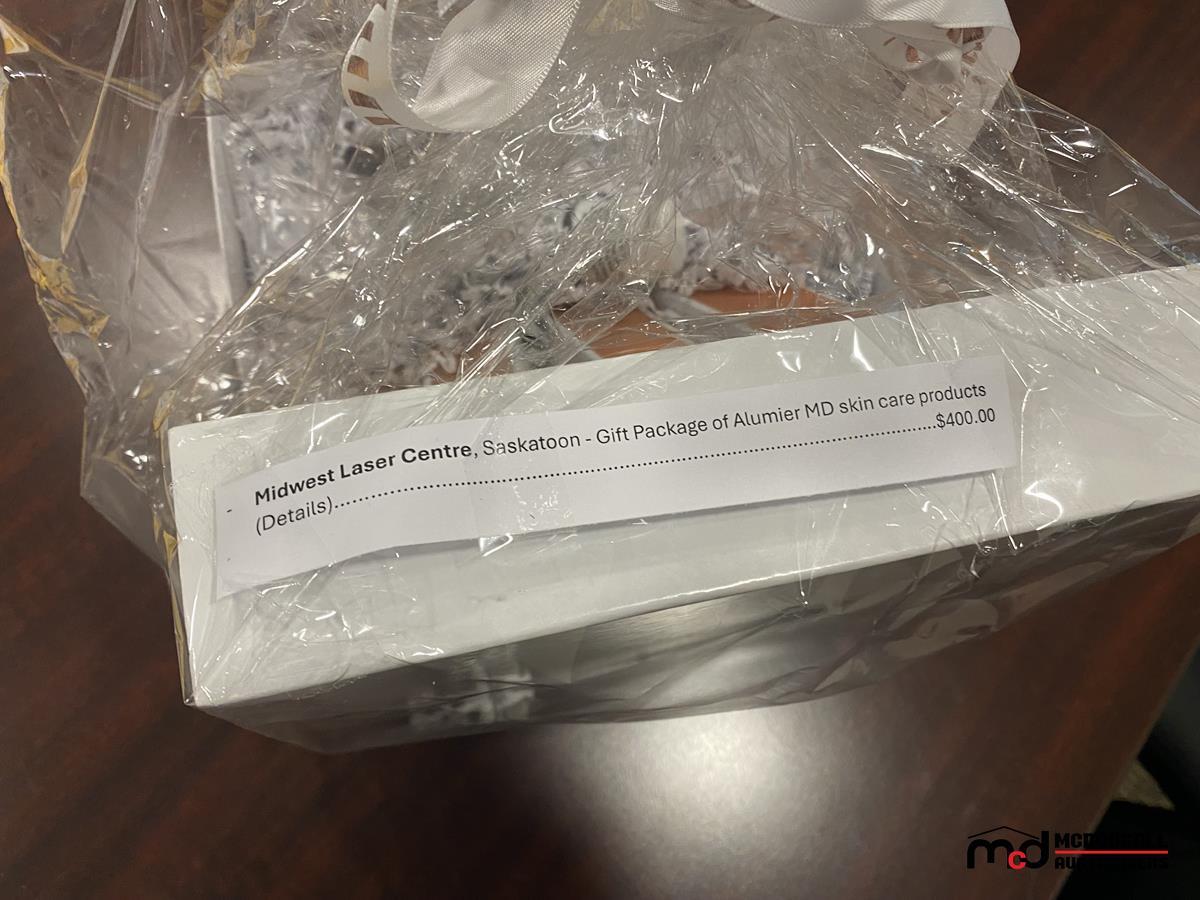 - Midwest Laser Centre, Saskatoon - Gift Package of Alumier MD skin care products
(Details)....................................................................................................$400.00
mcd